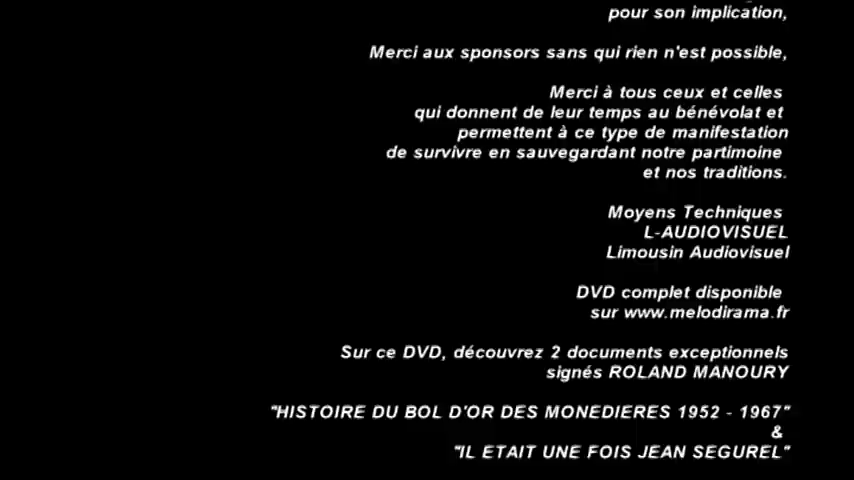 pour son implication,
Merci aux sponsors sans qui rien n'est possible,
Merci à tous ceux et celles
qui donnent de leur temps au bénévolat et
permettent à ce type de manifestation
de survivre en sauvegardant notre partimoine
et nos traditions.
Moyens Techniques
L-AUDIOVISUEL
Limousin Audiovisuel
DVD complet disponible
sur www.melodirama.fr
Sur ce DVD, découvrez 2 documents exceptionnels
signés ROLAND MANOURY
"HISTOIRE DU BOL D'OR DES MONEDIERES 1952 - 1967"
&
"IL ETAIT UNE FOIS JEAN SEGUREL"